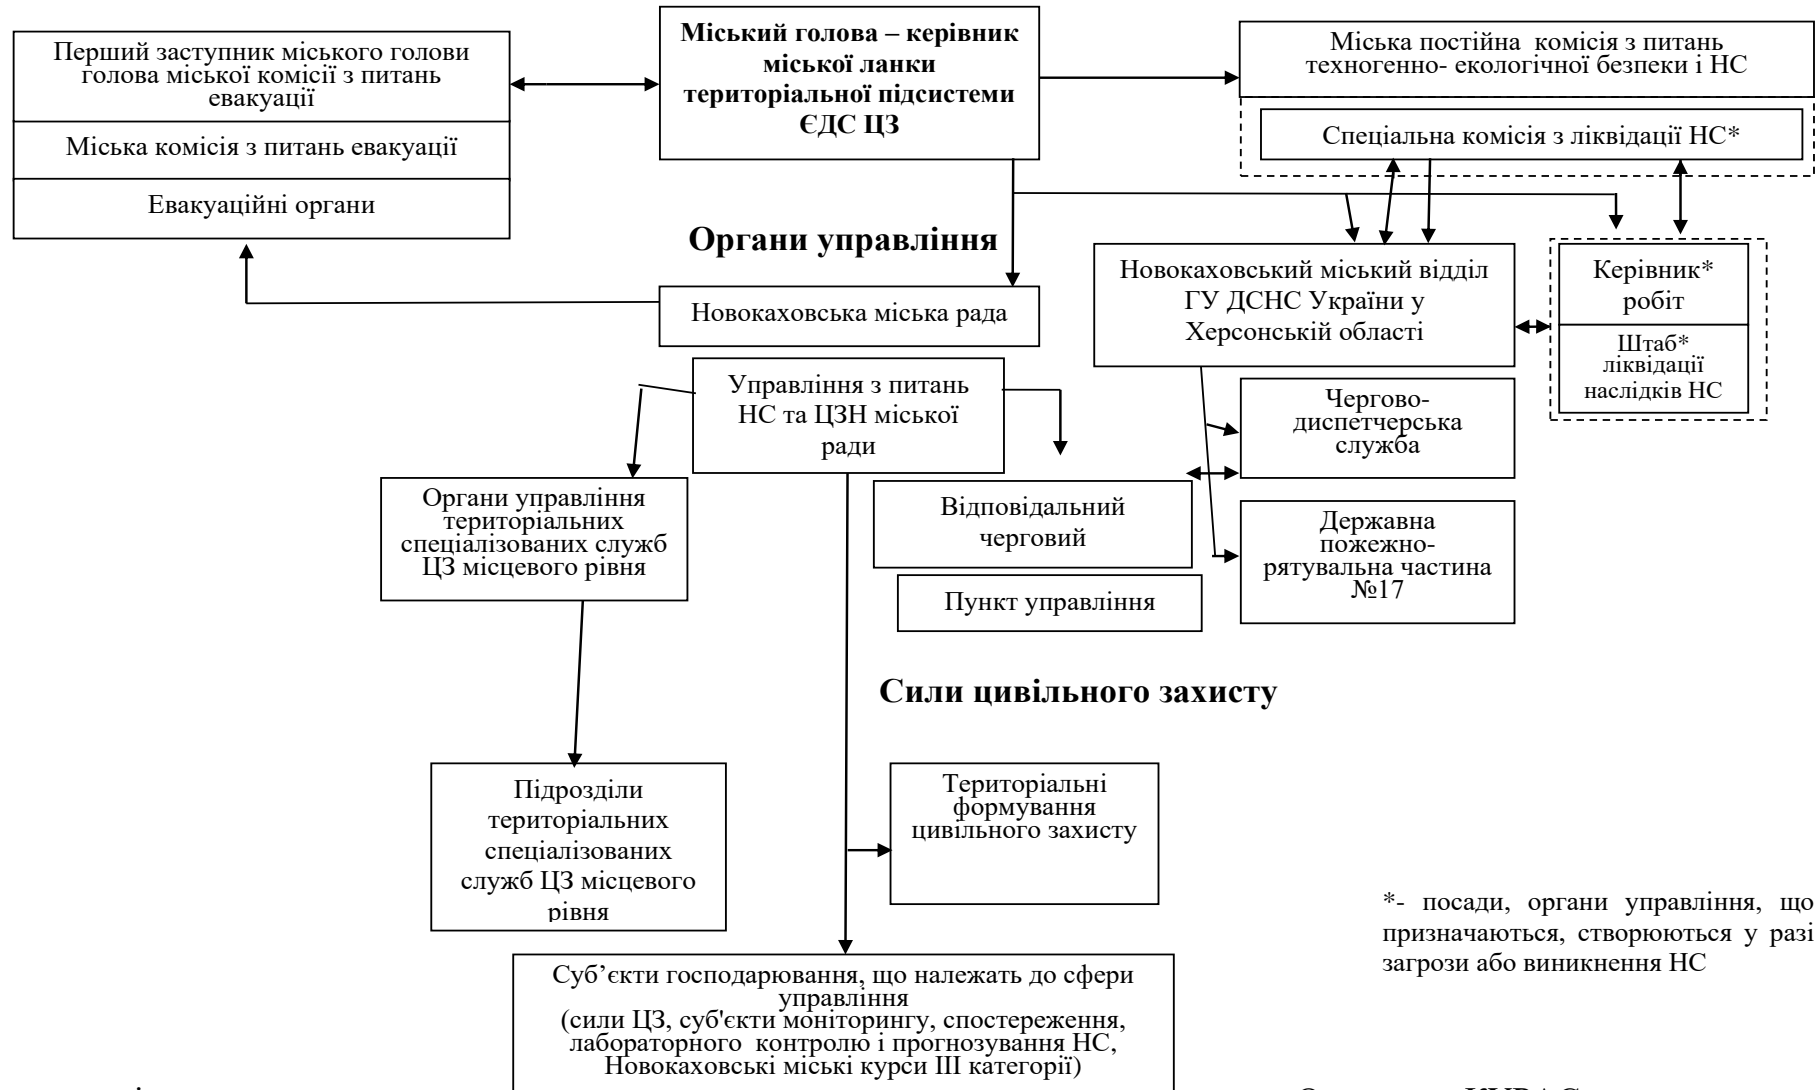 Перший заступник міського голови
голова міської комісії з питань
евакуації
Міська комісія з питань евакуації
Евакуаційні органи
Міський голова – керівник
міської ланки
територіальної підсистеми
ЄДС ЦЗ
Міська постійна комісія з питань
техногенно- екологічної безпеки і НС
Спеціальна комісія з ліквідації НС*
Органи управління
Новокаховська міська рада
Новокаховський міський відділ
ГУ ДСНС України у
Херсонській області
Керівник*
робіт
Штаб*
ліквідації
наслідків НС
Управління з питань
НС та ЦЗН міської
ради
Чергово-
диспетчерська
служба
Органи управління
територіальних
спеціалізованих служб
ЦЗ місцевого рівня
Відповідальний
черговий
Державна
пожежно-
рятувальна частина
№17
Пункт управління
Сили цивільного захисту
Підрозділи
територіальних
спеціалізованих
служб ЦЗ місцевого
рівня
Територіальні
формування
цивільного захисту
*- посади, органи управління, що
призначаються, створюються у разі
загрози або виникнення НС
Суб’єкти господарювання, що належать до сфери
управління
(сили ЦЗ, суб'єкти моніторингу, спостереження,
лабораторного контролю і прогнозування НС,
Новокаховські міські курси III категорії)